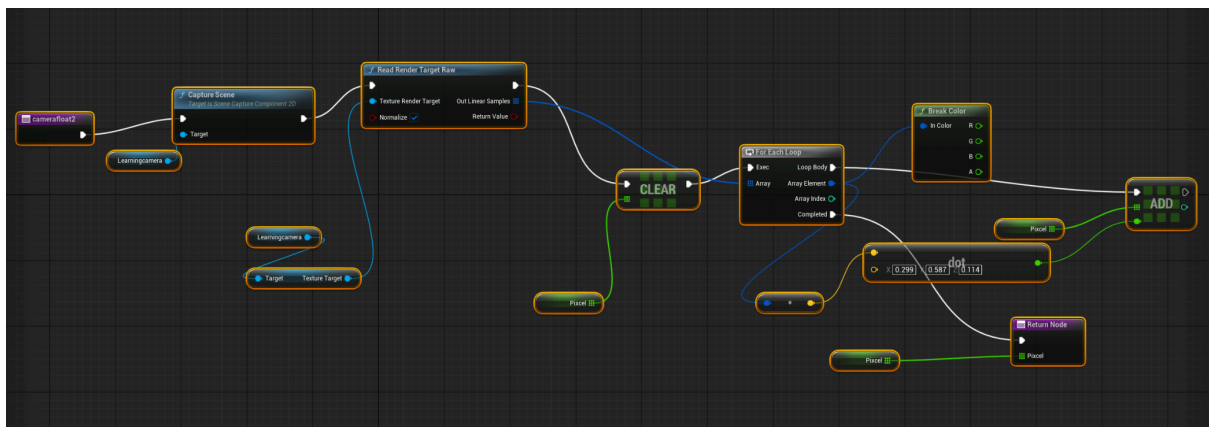 camerafloat2
Capture Scene
Target is Scene Capture Component 2D
Target
Learningcamera
Read Render Target Raw
Texture Render Target
Out Linear Samples
Normalize
Return Value
Learningcamera
Target
Texture Target
CLEAR
Pixcel
For Each Loop
Exec
Loop Body
Array
Array Element
Array Index
Completed
Break Color
In Color
R
G
B
A
ADD
Pixcel
dot
X 0.299 Y 0.587 Z 0.114
Return Node
Pixcel
Pixcel